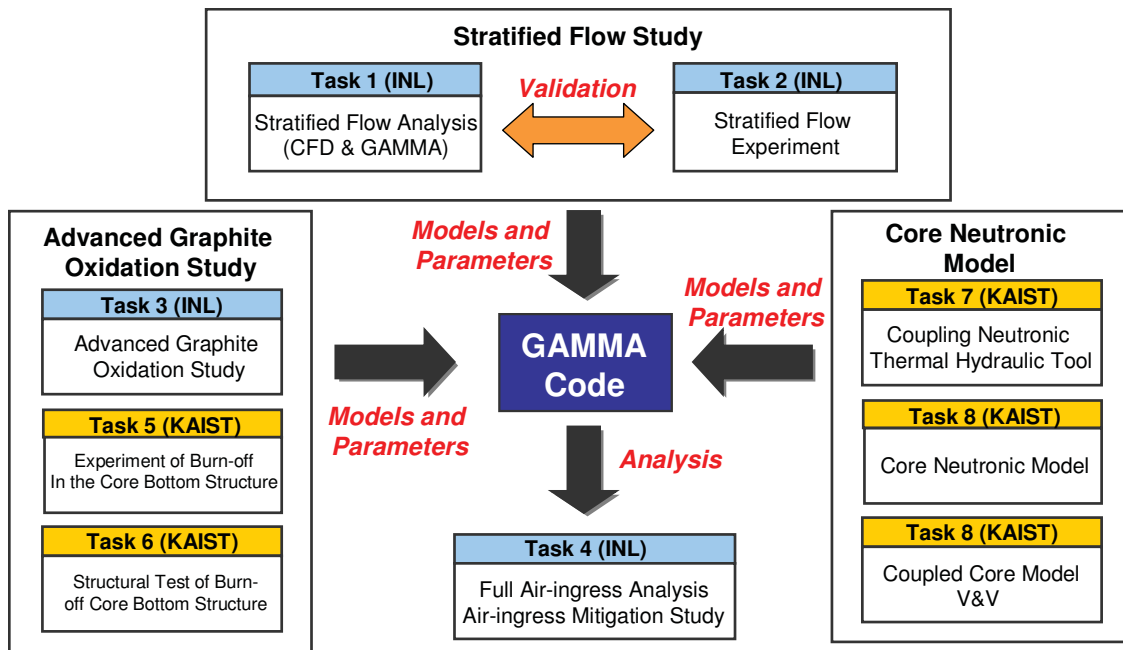 Stratified Flow Study
Task 1 (INL)
Stratified Flow Analysis
(CFD & GAMMA)
Validation
Task 2 (INL)
Stratified Flow
Experiment
Advanced Graphite
Oxidation Study
Task 3 (INL)
Advanced Graphite
Oxidation Study
Task 5 (KAIST)
Experiment of Burn-off
In the Core Bottom Structure
Task 6 (KAIST)
Structural Test of Burn-
off Core Bottom Structure
Models and
Parameters
Models and
Parameters
Models and
Parameters
GAMMA
Code
Analysis
Task 4 (INL)
Full Air-ingress Analysis
Air-ingress Mitigation Study
Core Neutronic
Model
Task 7 (KAIST)
Coupling Neutronic
Thermal Hydraulic Tool
Task 8 (KAIST)
Core Neutronic Model
Task 8 (KAIST)
Coupled Core Model
V&V